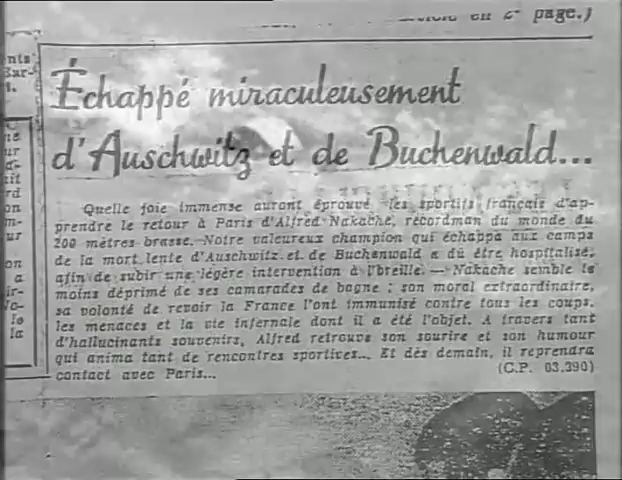 page.)
Échappé miraculeusement
d'Auschwitz et de Buchenwald...
Quelle joie immense auront éprouvé les sportifs français d'ap-
prendre le retour à Paris d'Alfred Nakache, recordman du monde du
200 mètres brasse. Notre valeureux champion qui échappa aux camps
de la mort lente d'Auschwitz et de Buchenwald a dû être hospitalisé,
afin de subir une légère intervention à l'oreille. — Nakache semble le
moins déprimé de ses camarades de bagne ; son moral extraordinaire,
sa volonté de revoir la France l'ont immunisé contre tous les coups,
les menaces et la vie infernale dont il a été l'objet. A travers tant
d'hallucinants souvenirs, Alfred retrouve son sourire et son humour
qui anima tant de rencontres sportives... Et dès demain, il reprendra
contact avec Paris...
(C.P. 03.390)